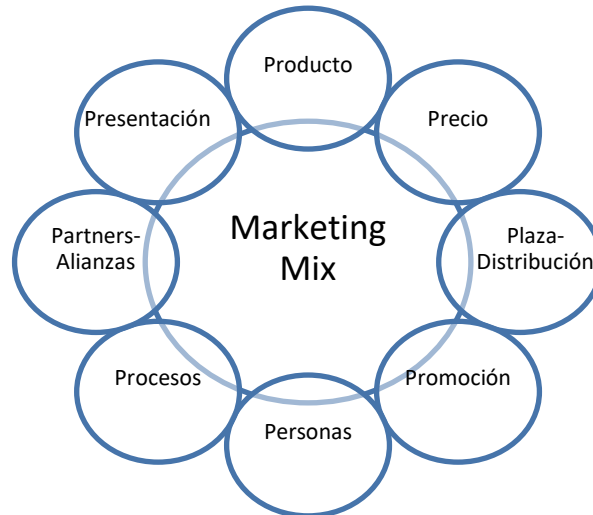 Producto
Precio
Plaza-
Distribución
Promoción
Personas
Procesos
Partners-
Alianzas
Presentación
Marketing
Mix